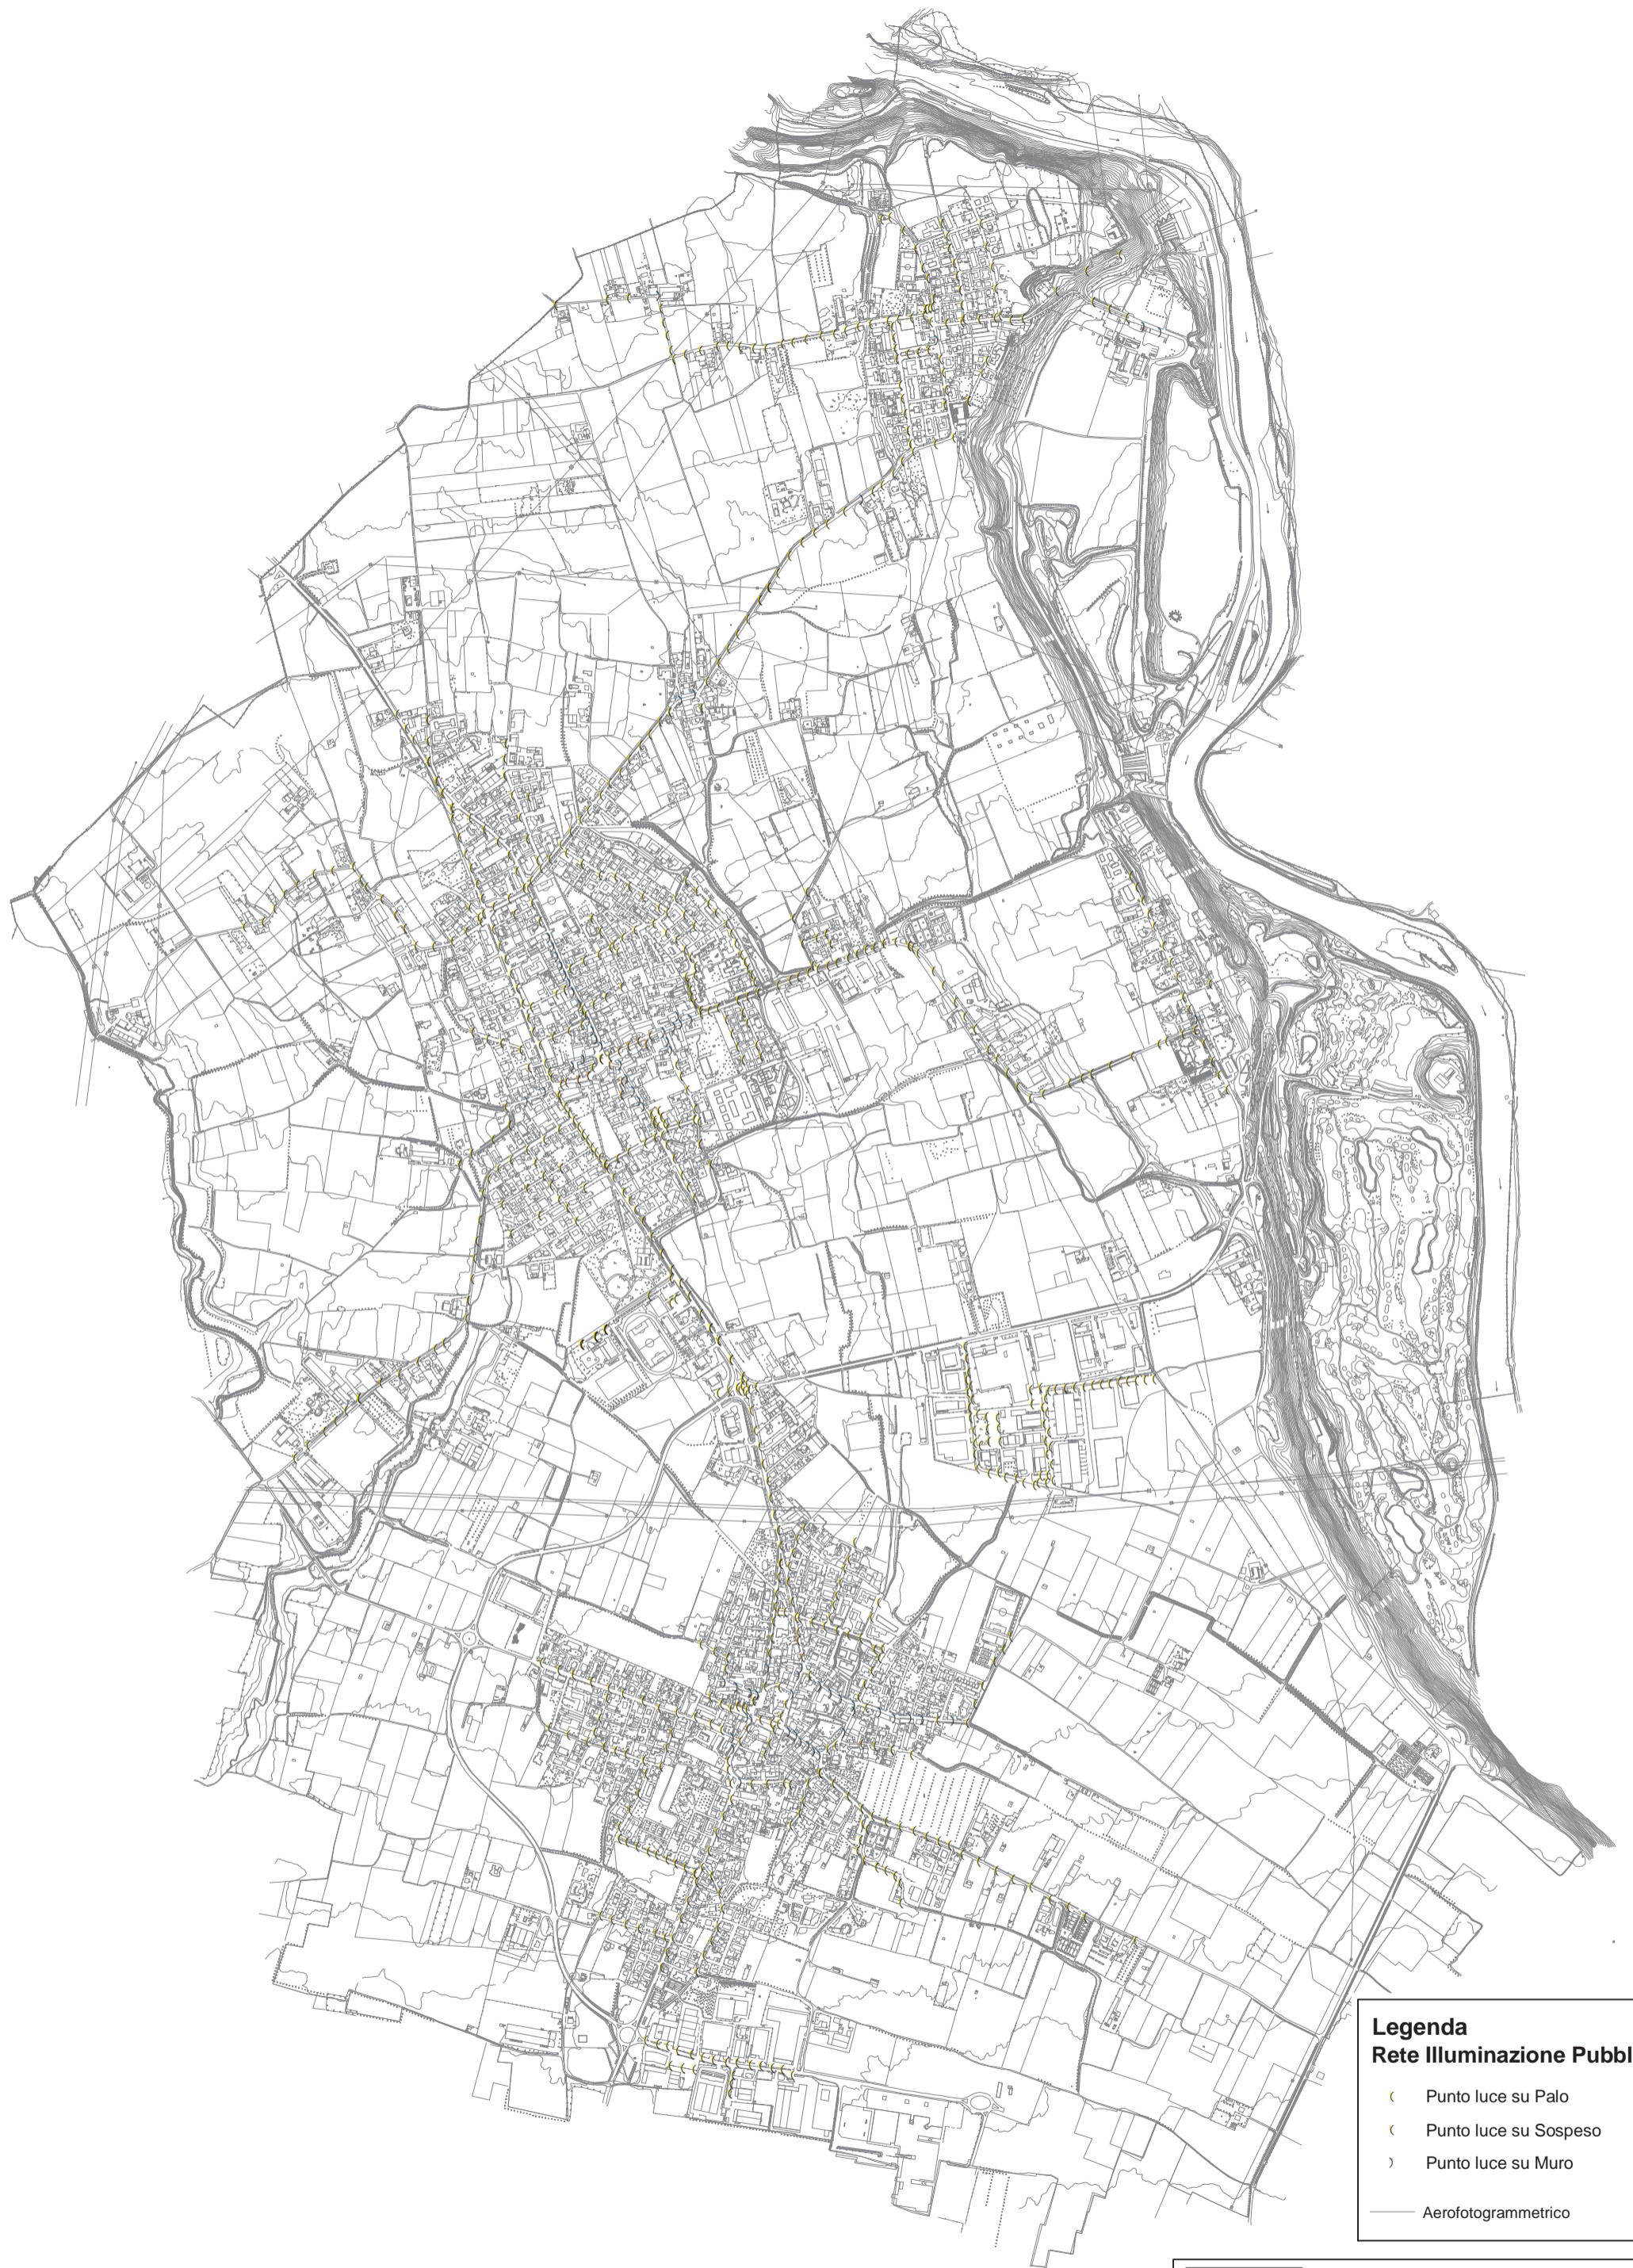 Legenda
Rete Illuminazione Pubbl
Punto luce su Palo
Punto luce su Sospeso
Punto luce su Muro
Aerofotogrammetrico